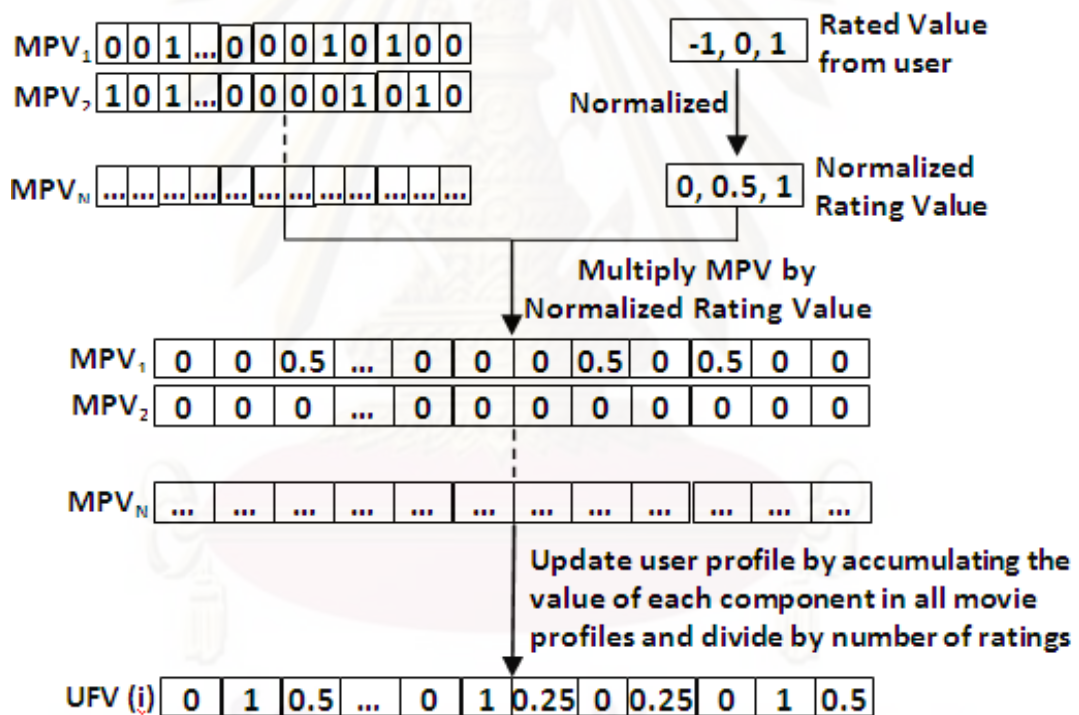 MPV₁ 0 0 1 ... 0 0 0 1 0 1 0 0
-1, 0, 1
Rated Value
from user
MPV₂ 1 0 1 ... 0 0 0 0 1 0 1 0
Normalized
MPV_N ... ... ... ... ... ... ... ... ... ... ... ...
0, 0.5, 1
Normalized
Rating Value
Multiply MPV by
Normalized Rating Value
MPV₁ 0 0 0.5 ... 0 0 0 0.5 0 0.5 0 0
MPV₂ 0 0 0 ... 0 0 0 0 0 0 0 0
MPV_N ... ... ... ... ... ... ... ... ... ... ... ...
Update user profile by accumulating the
value of each component in all movie
profiles and divide by number of ratings
UFV (i) 0 1 0.5 ... 0 1 0.25 0 0.25 0 1 0.5